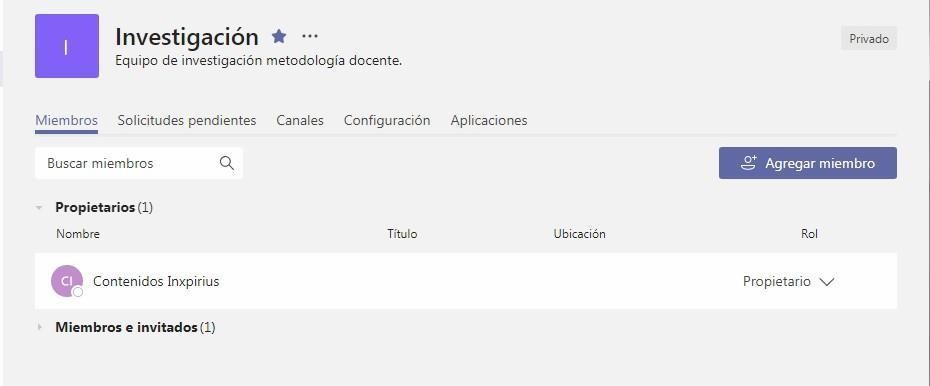 I
Investigación ★ ...
Equipo de investigación metodología docente.
Privado
Miembros Solicitudes pendientes Canales Configuración Aplicaciones
Buscar miembros
Agregar miembro
Propietarios (1)
Nombre Título Ubicación Rol
CI Contenidos Inxpirius Propietario
Miembros e invitados (1)